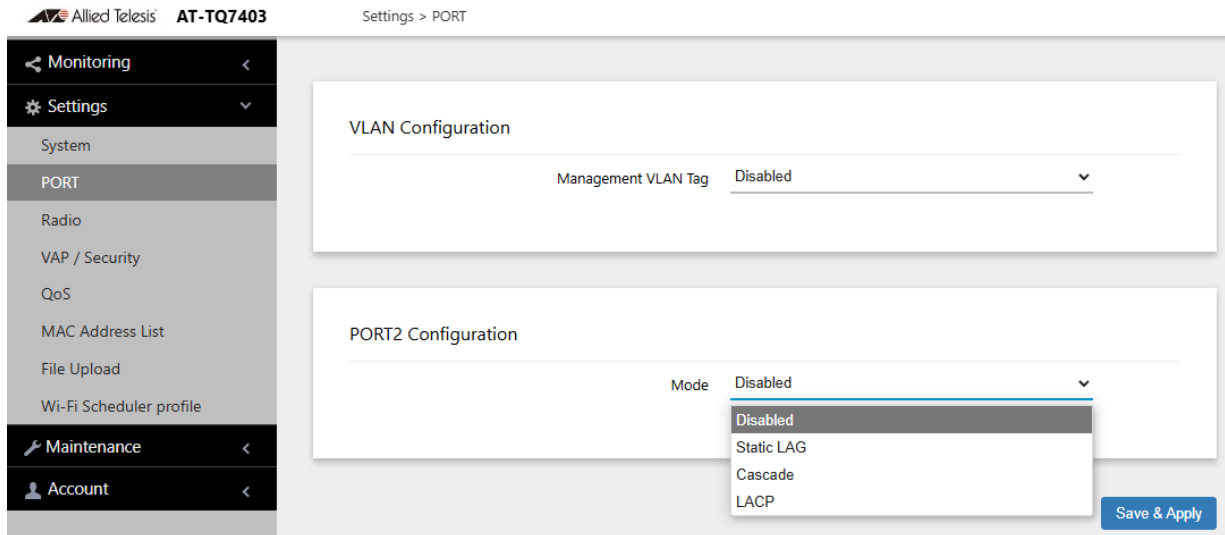 Allied Telesis AT-TQ7403 Settings > PORT
Monitoring
Settings
System
PORT
Radio
VAP / Security
QoS
MAC Address List
File Upload
Wi-Fi Scheduler profile
Maintenance
Account
VLAN Configuration
Management VLAN Tag Disabled
PORT2 Configuration
Mode Disabled
Disabled
Static LAG
Cascade
LACP
Save & Apply